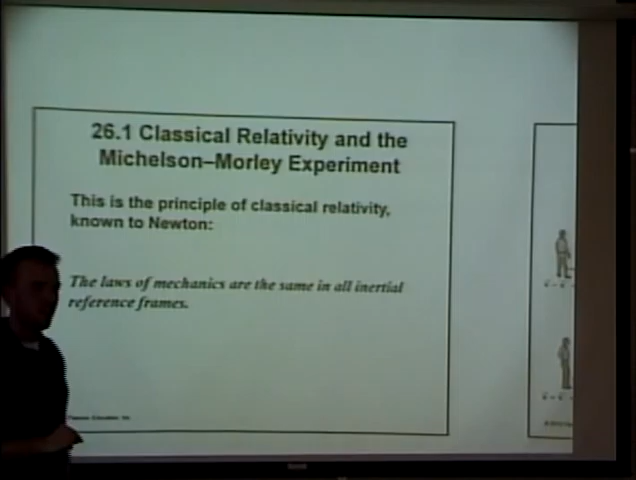 26.1 Classical Relativity and the
Michelson–Morley Experiment
This is the principle of classical relativity,
known to Newton:
The laws of mechanics are the same in all inertial
reference frames.